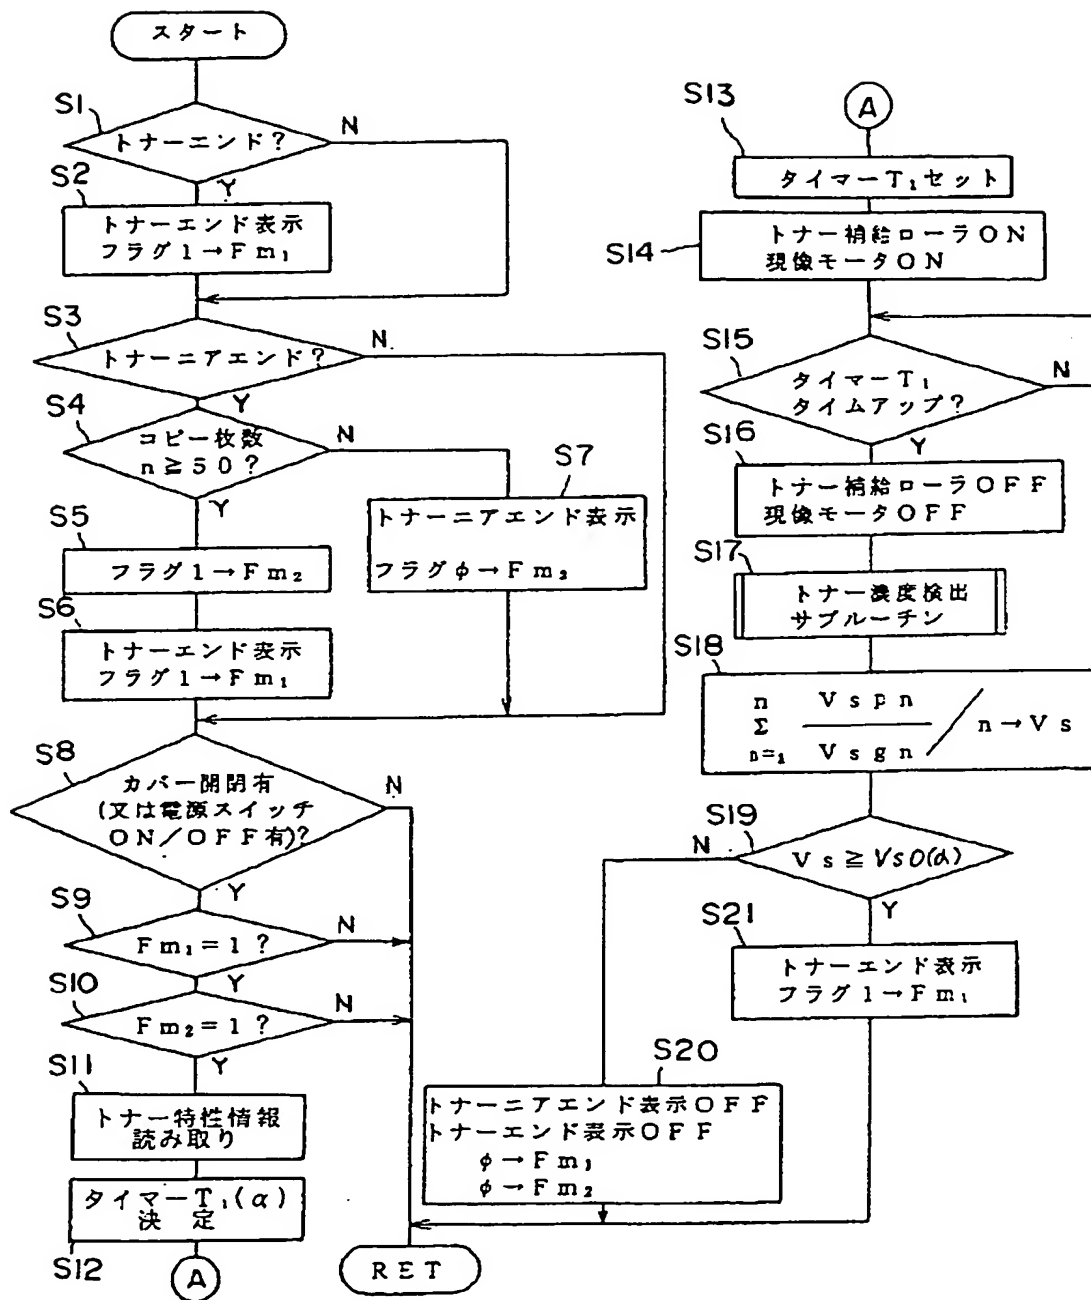 スタート
S1
トナーエンド?
N
Y
S2
トナーエンド表示
フラグ1→Fm₁
S3
トナーニアエンド?
N
Y
S4
コピー枚数
n≧50?
N
Y
S5
フラグ1→Fm₂
S6
トナーエンド表示
フラグ1→Fm₁
S7
トナーニアエンド表示
フラグφ→Fm₂
S8
カバー開閉有
(又は電源スイッチ
ON/OFF有)?
N
Y
S9
Fm₁=1?
N
Y
S10
Fm₂=1?
N
Y
S11
トナー特性情報
読み取り
タイマーT₁(α)
決定
S12
A
A
S13
タイマーT₁セット
S14
トナー補給ローラON
現像モータON
S15
タイマーT₁
タイムアップ?
N
Y
S16
トナー補給ローラOFF
現像モータOFF
S17
トナー濃度検出
サブルーチン
S18
n Vspn
Σ / n→Vs
n=1 Vsgn
S19
Vs≧VsO(α)
N
Y
S21
トナーエンド表示
フラグ1→Fm₁
S20
トナーニアエンド表示OFF
トナーエンド表示OFF
φ→Fm₁
φ→Fm₂
RET